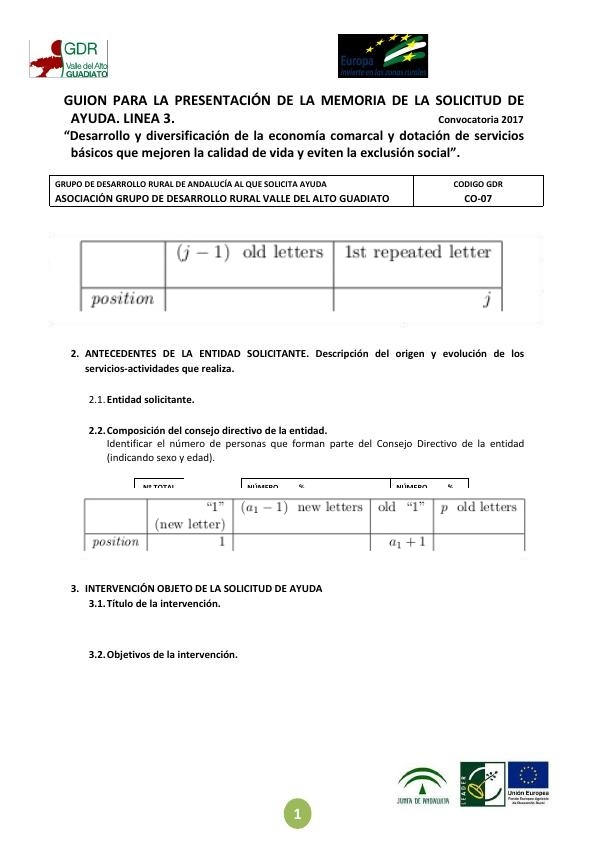 GDR
Valle del Alto
GUADIATO
Europa
invierte en las zonas rurales
GUION PARA LA PRESENTACIÓN DE LA MEMORIA DE LA SOLICITUD DE
AYUDA. LINEA 3. Convocatoria 2017
“Desarrollo y diversificación de la economía comarcal y dotación de servicios
básicos que mejoren la calidad de vida y eviten la exclusión social”.
GRUPO DE DESARROLLO RURAL DE ANDALUCÍA AL QUE SOLICITA AYUDA CODIGO GDR
ASOCIACIÓN GRUPO DE DESARROLLO RURAL VALLE DEL ALTO GUADIATO CO-07
(j − 1) old letters 1st repeated letter
position j
2. ANTECEDENTES DE LA ENTIDAD SOLICITANTE. Descripción del origen y evolución de los
servicios-actividades que realiza.
2.1. Entidad solicitante.
2.2. Composición del consejo directivo de la entidad.
Identificar el número de personas que forman parte del Consejo Directivo de la entidad
(indicando sexo y edad).
Nº TOTAL NÚMERO % NÚMERO %
“1” (a₁ − 1) new letters old “1” p old letters
(new letter)
position 1 a₁ + 1
3. INTERVENCIÓN OBJETO DE LA SOLICITUD DE AYUDA
3.1. Título de la intervención.
3.2. Objetivos de la intervención.
JUNTA DE ANDALUCIA
LEADER
Unión Europea
Fondo Europeo Agrícola
de Desarrollo Rural
1